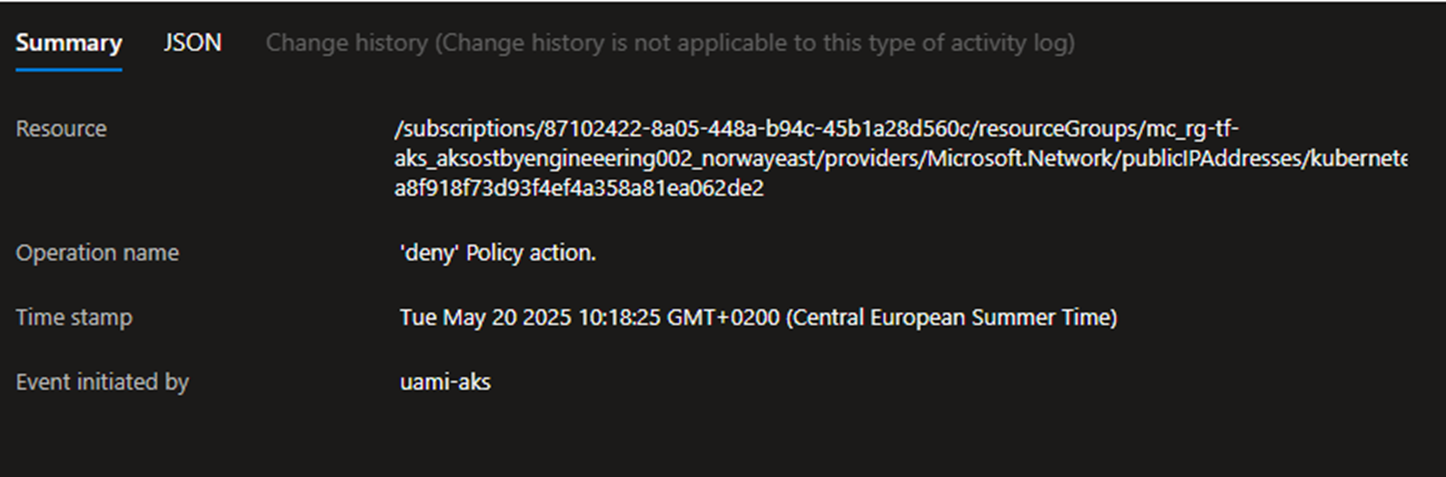 Summary JSON Change history (Change history is not applicable to this type of activity log)
Resource /subscriptions/87102422-8a05-448a-b94c-45b1a28d560c/resourceGroups/mc_rg-tf-
aks_aksostbyengineeering002_norwayeast/providers/Microsoft.Network/publicIPAddresses/kubernete
a8f918f73d93f4ef4a358a81ea062de2
Operation name 'deny' Policy action.
Time stamp Tue May 20 2025 10:18:25 GMT+0200 (Central European Summer Time)
Event initiated by uami-aks